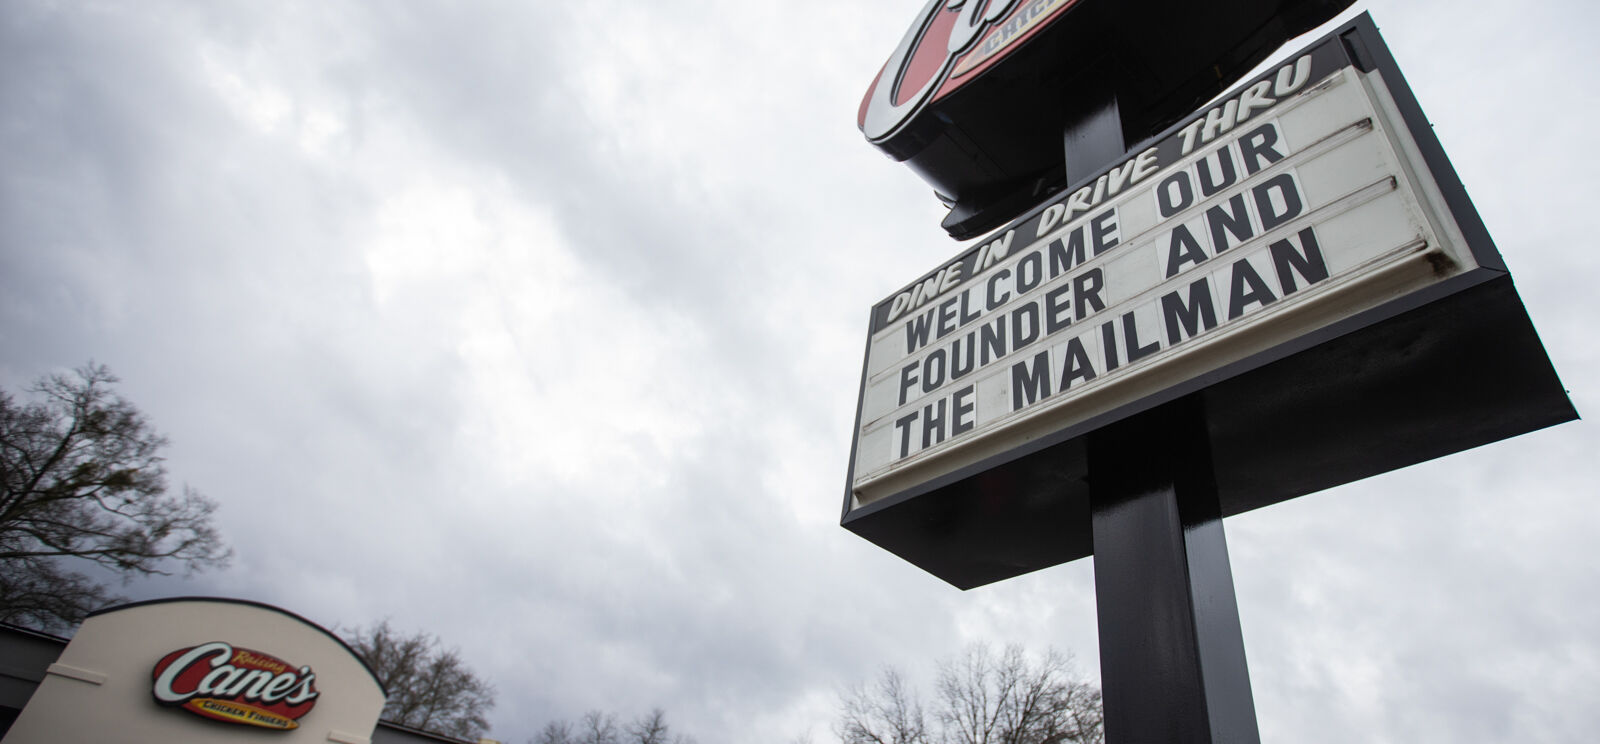 DINE IN DRIVE THRU
WELCOME OUR
FOUNDER AND
THE MAILMAN
Raising
Cane's
CHICKEN FINGERS